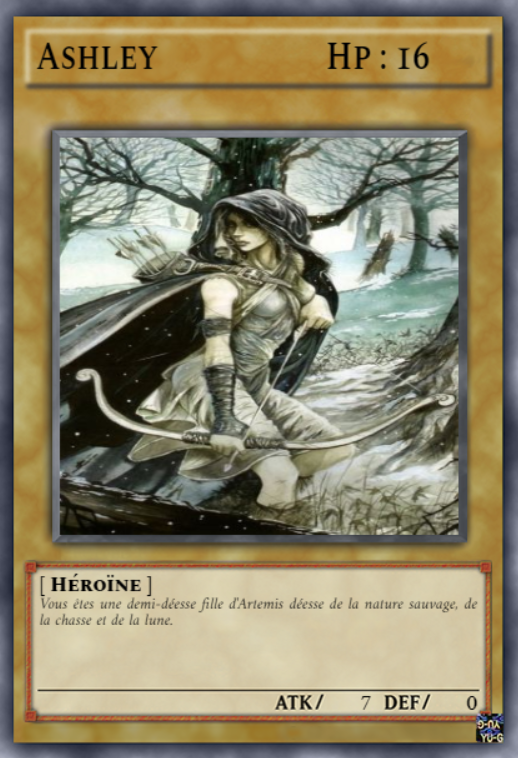 Ashley Hp : 16
[ Héroïne ]
Vous êtes une demi-déesse fille d'Artemis déesse de la nature sauvage, de
la chasse et de la lune.
ATK/ 7 DEF/ 0
YU-G